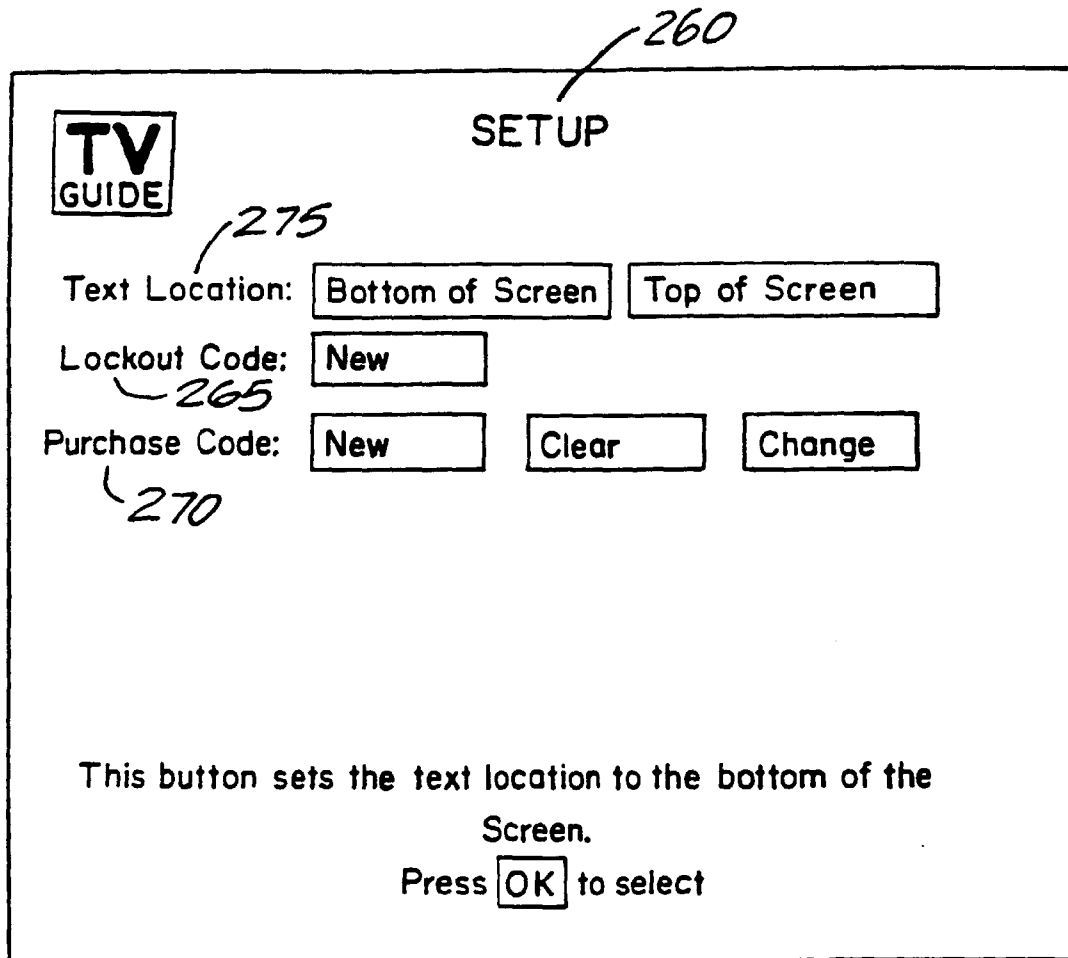 260
SETUP
TV
GUIDE
275
Text Location: Bottom of Screen Top of Screen
Lockout Code: New
265
Purchase Code: New Clear Change
270
This button sets the text location to the bottom of the
Screen.
Press OK to select